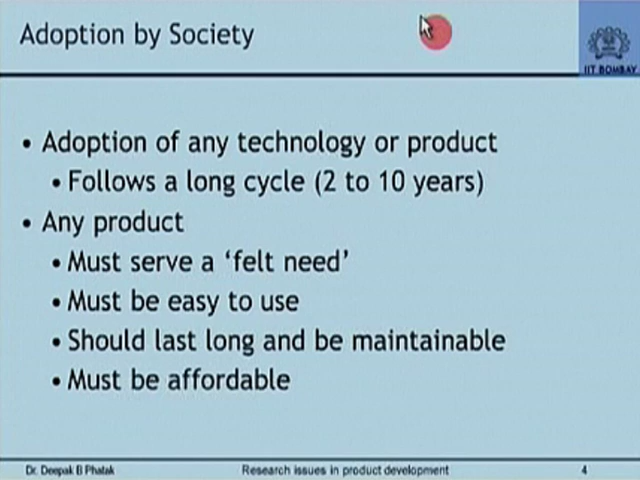 Adoption by Society
IIT BOMBAY
• Adoption of any technology or product
• Follows a long cycle (2 to 10 years)
• Any product
• Must serve a ‘felt need’
• Must be easy to use
• Should last long and be maintainable
• Must be affordable
Dr. Deepak B Phatak Research issues in product development 4